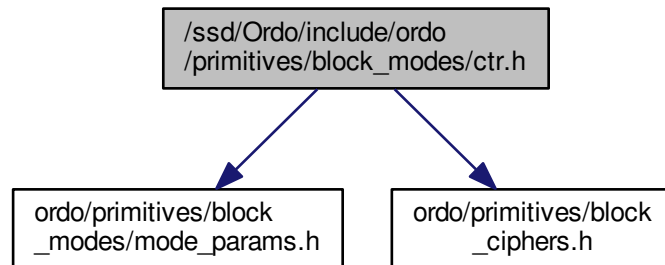 /ssd/Ordo/include/ordo
/primitives/block_modes/ctr.h
ordo/primitives/block
_modes/mode_params.h
ordo/primitives/block
_ciphers.h